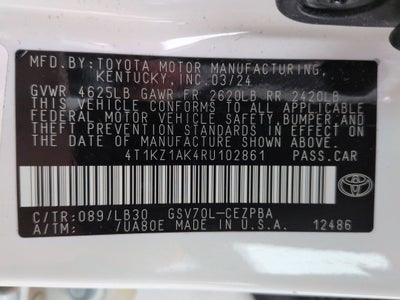 MFD.BY:TOYOTA MOTOR MANUFACTURING,
KENTUCKY,INC.03/24
GVWR 4625LB GAWR FR 2620LB RR 2420LB
THIS VEHICLE CONFORMS TO ALL APPLICABLE
FEDERAL MOTOR VEHICLE SAFETY, BUMPER,AND
THEFT PREVENTION STANDARDS IN EFFECT ON
THE DATE OF MANUFACTURE SHOWN ABOVE.
4T1KZ1AK4RU102861 PASS.CAR
C/TR:089/LB30 GSV70L-CEZPBA
A/TM: /UA80E MADE IN U.S.A. 12486
TOYOTA